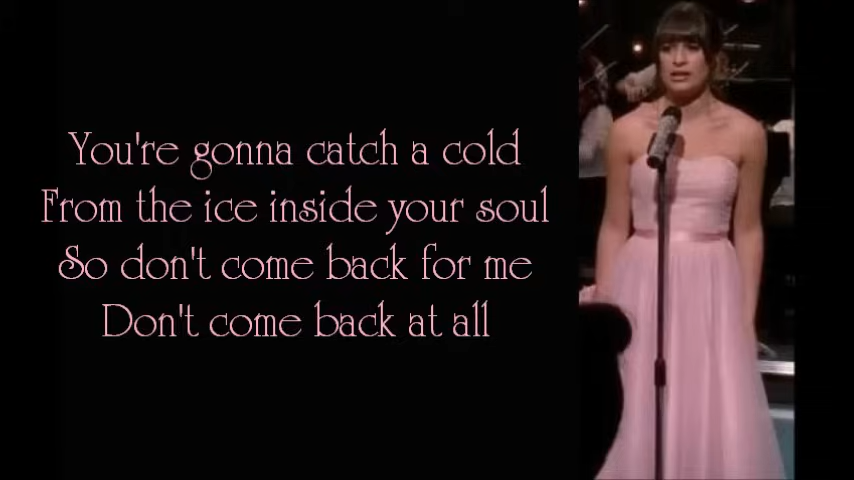 You're gonna catch a cold
From the ice inside your soul
So don't come back for me
Don't come back at all